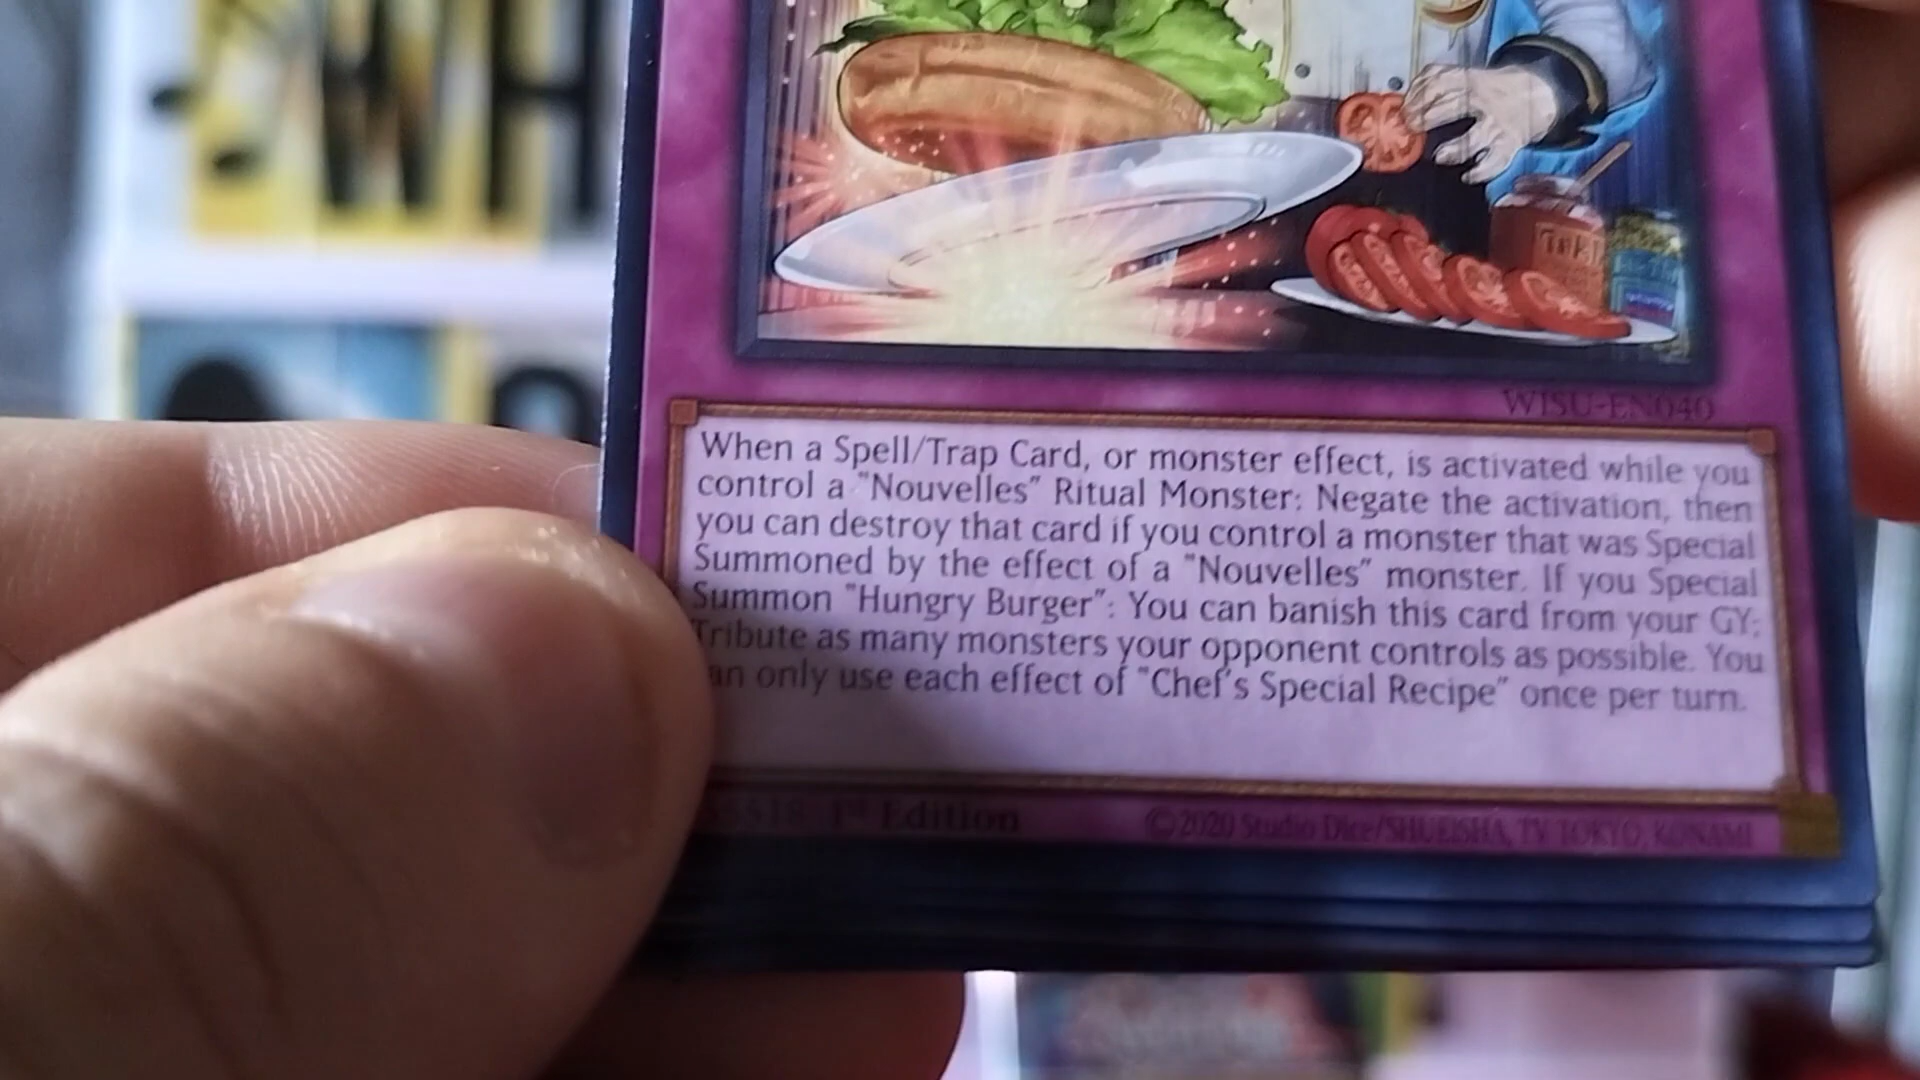 WISU-EN040
When a Spell/Trap Card, or monster effect, is activated while you
control a "Nouvelles" Ritual Monster: Negate the activation, then
you can destroy that card if you control a monster that was Special
Summoned by the effect of a "Nouvelles" monster. If you Special
Summon "Hungry Burger": You can banish this card from your GY;
Tribute as many monsters your opponent controls as possible. You
an only use each effect of "Chef's Special Recipe" once per turn.
1st Edition
©2020 Studio Dice/SHUEISHA, TV TOKYO, KONAMI